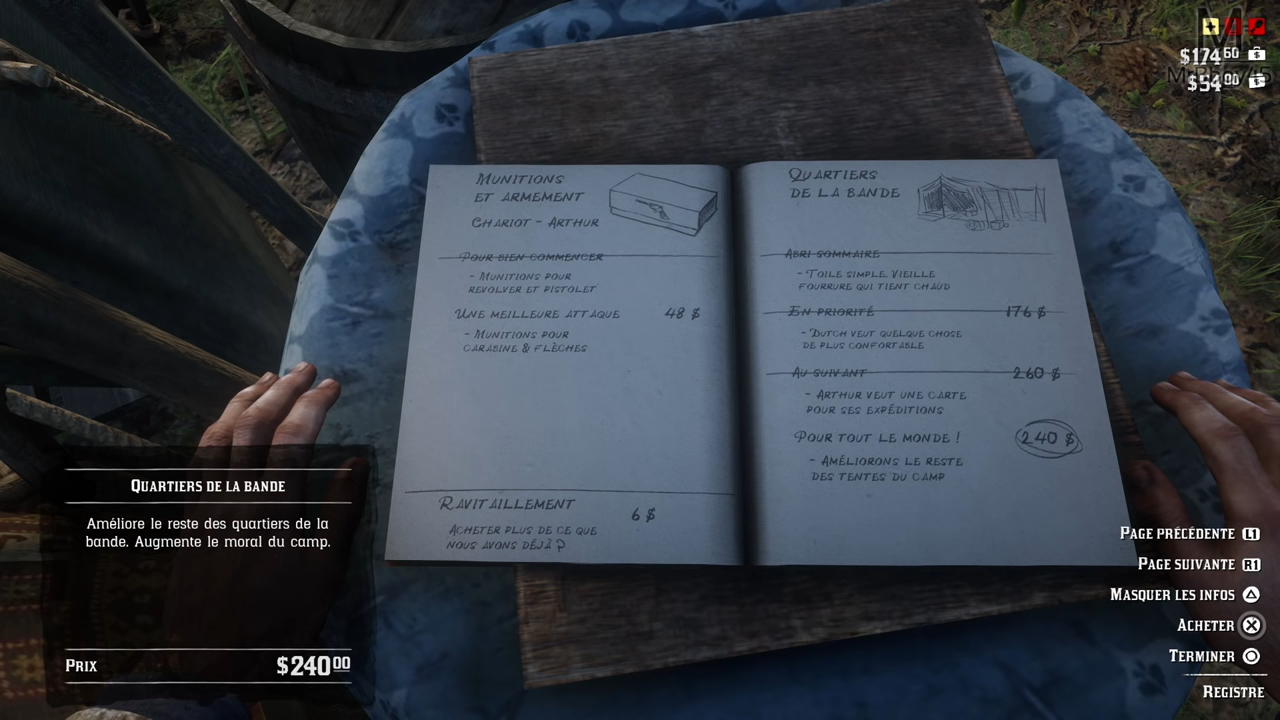 $174 60
$54 00
MUNITIONS
ET ARMEMENT
CHARIOT - ARTHUR
POUR BIEN COMMENCER
- MUNITIONS POUR
REVOLVER ET PISTOLET
UNE MEILLEURE ATTAQUE 48 $
- MUNITIONS POUR
CARABINE & FLÈCHES
RAVITAILLEMENT 6 $
ACHETER PLUS DE CE QUE
NOUS AVONS DÉJÀ ?
QUARTIERS
DE LA BANDE
ABRI SOMMAIRE
- TOILE SIMPLE. VIEILLE
FOURRURE QUI TIENT CHAUD
EN PRIORITÉ 176 $
- DUTCH VEUT QUELQUE CHOSE
DE PLUS CONFORTABLE
AU SUIVANT 260 $
- ARTHUR VEUT UNE CARTE
POUR SES EXPÉDITIONS
POUR TOUT LE MONDE ! 240 $
- AMÉLIORONS LE RESTE
DES TENTES DU CAMP
QUARTIERS DE LA BANDE
Améliore le reste des quartiers de la
bande. Augmente le moral du camp.
PRIX $240 00
PAGE PRÉCÉDENTE L1
PAGE SUIVANTE R1
MASQUER LES INFOS
ACHETER
TERMINER
REGISTRE